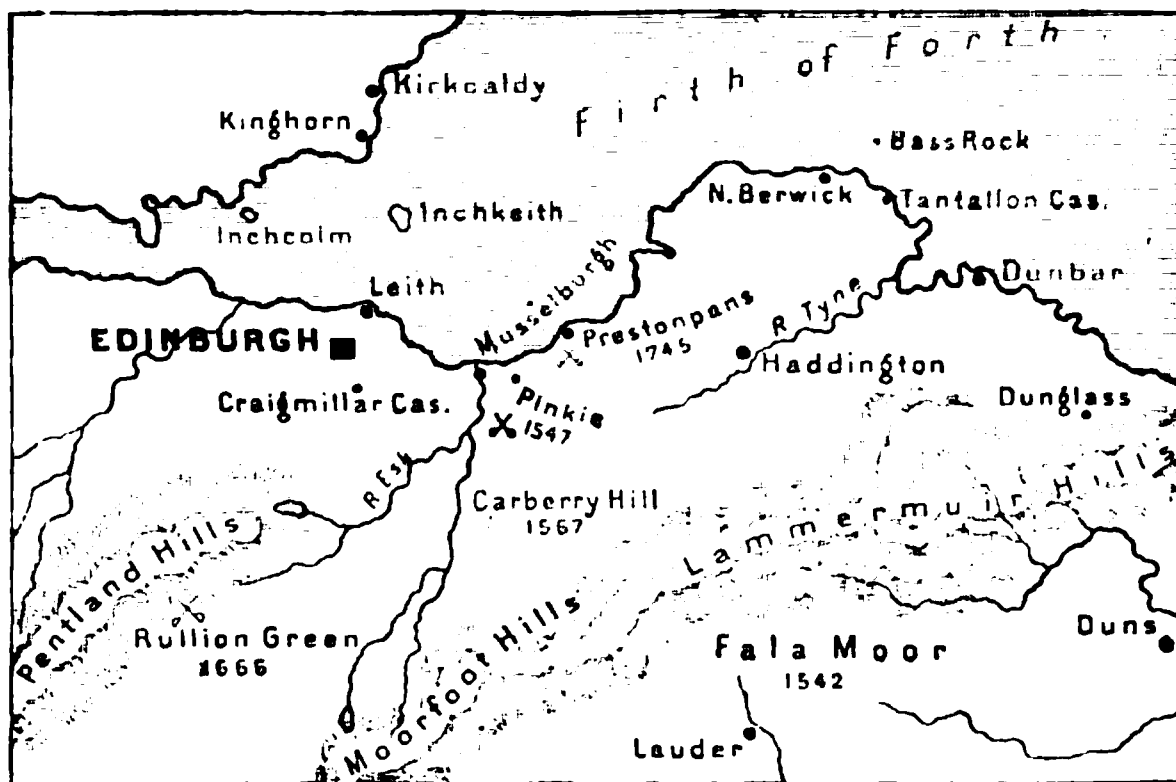 Firth of Forth
Kirkcaldy
Kinghorn
Bass Rock
N. Berwick
Tantallon Cas.
Inchkeith
Inchcolm
Musselburgh
Dunbar
Leith
R Tyne
Prestonpans
1745
EDINBURGH
Haddington
Craigmillar Cas.
Pinkie
1547
Dunglass
R Esk
Carberry Hill
1567
Lammermuir Hills
Pentland Hills
Rullion Green
1666
Moorfoot Hills
Fala Moor
1542
Duns
Lauder